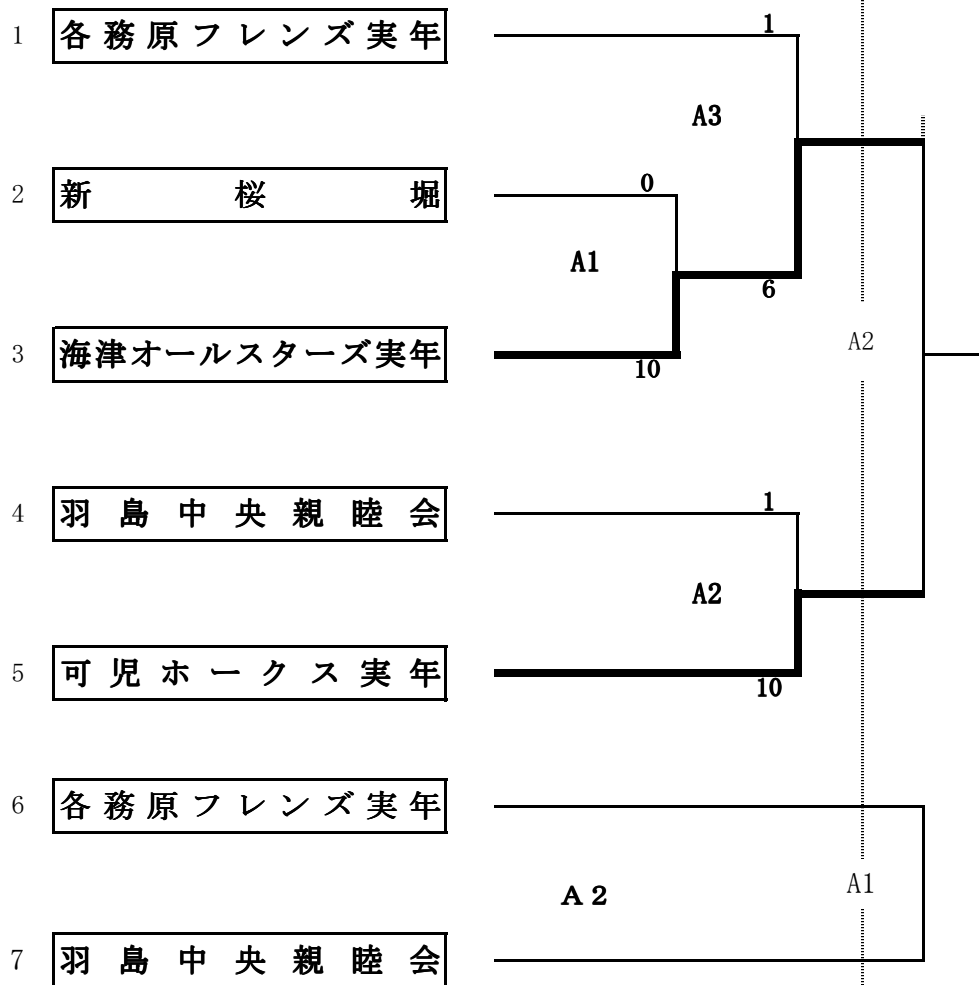 1
1 各務原フレンズ実年
A3
0
2 新桜堀
A1
6
3 海津オールスターズ実年
A2
10
1
4 羽島中央親睦会
A2
5 可児ホークス実年
10
6 各務原フレンズ実年
A1
A 2
7 羽島中央親睦会